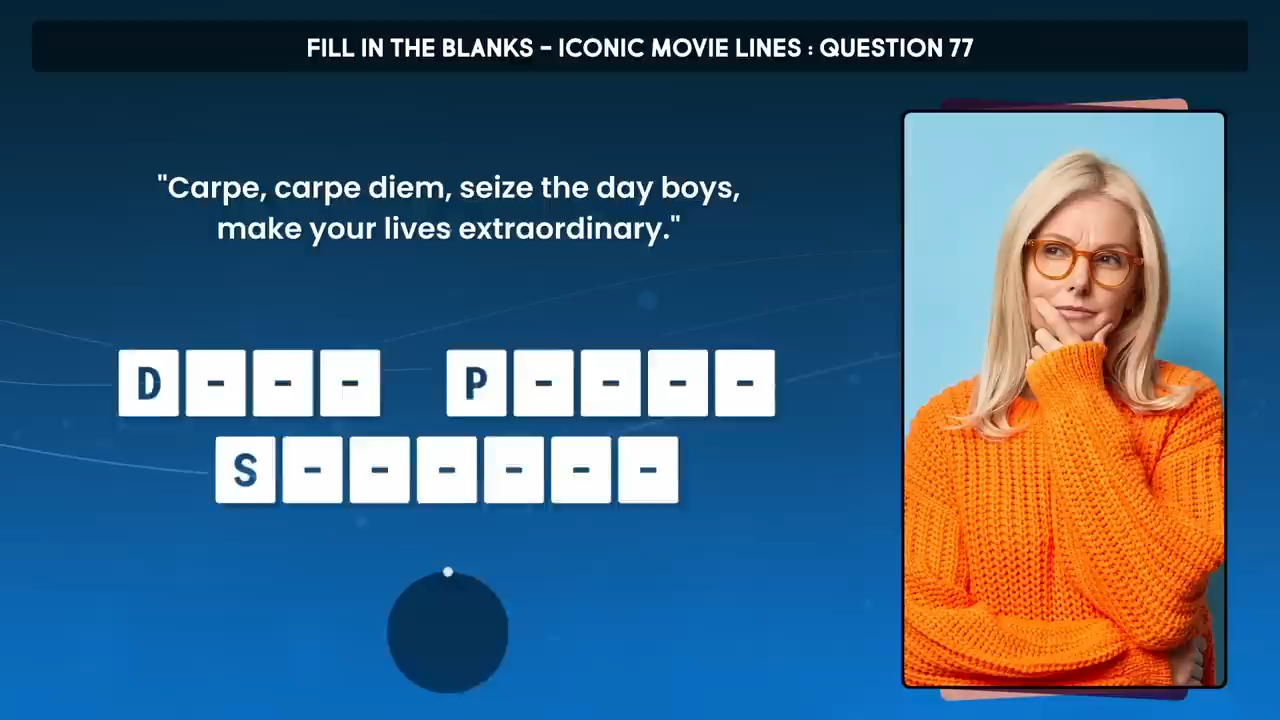 FILL IN THE BLANKS - ICONIC MOVIE LINES : QUESTION 77
"Carpe, carpe diem, seize the day boys,
make your lives extraordinary."
D - - - P - - - -
S - - - - - -